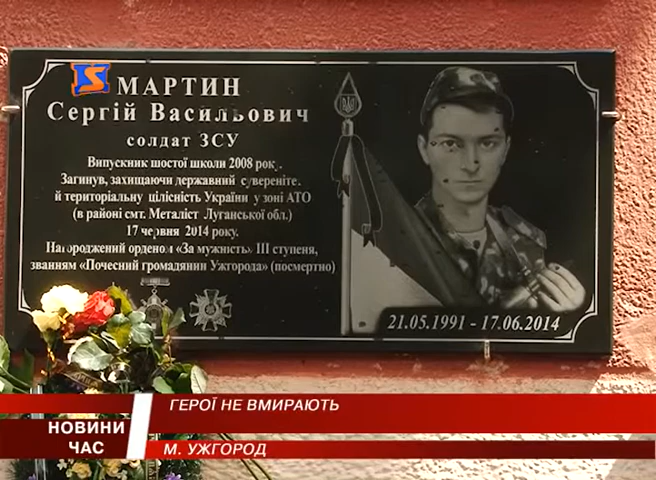 МАРТИН
Сергій Васильович
солдат ЗСУ
Випускник шостої школи 2008 року.
Загинув, захищаючи державний суверенітет
й територіальну цілісність України у зоні АТО
(в районі смт. Металіст Луганської обл.)
17 червня 2014 року.
Нагороджений орденом «За мужність» III ступеня,
званням «Почесний громадянин Ужгорода» (посмертно)
21.05.1991 - 17.06.2014
ГЕРОЇ НЕ ВМИРАЮТЬ
НОВИНИ
ЧАС
М. УЖГОРОД